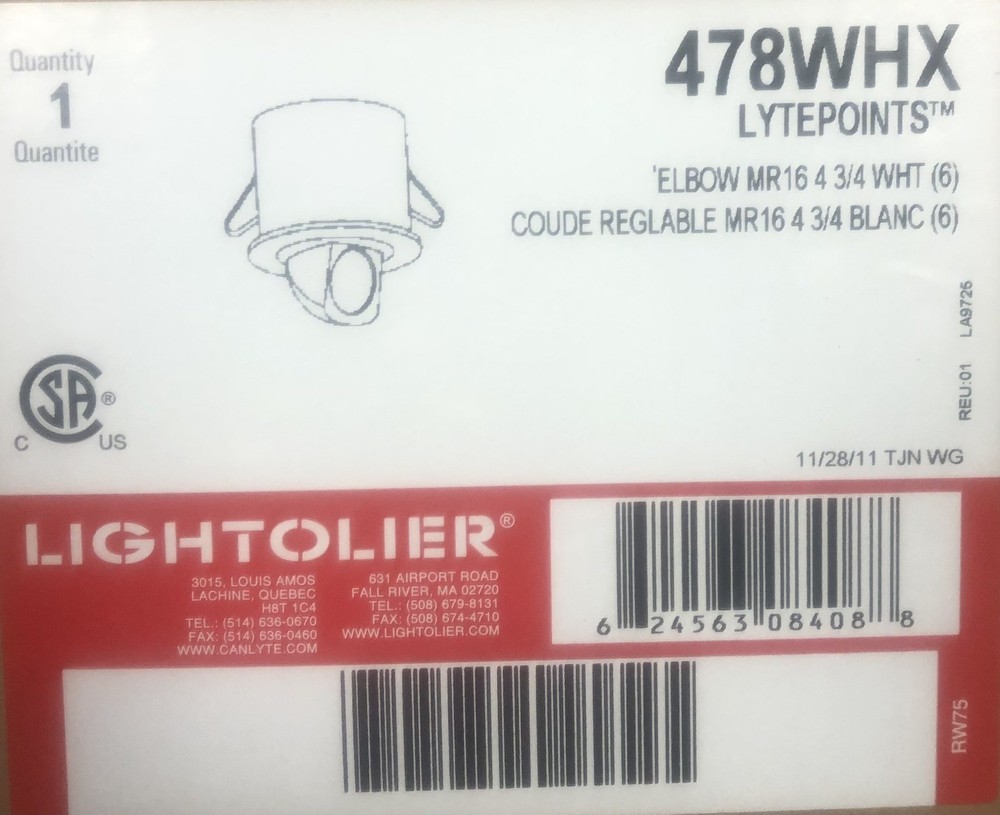 Quantity
1
Quantite
478WHX
LYTEPOINTS™
'ELBOW MR16 4 3/4 WHT (6)
COUDE REGLABLE MR16 4 3/4 BLANC (6)
REU:01 LA9726
CSA®
C US
11/28/11 TJN WG
LIGHTOLIER®
3015, LOUIS AMOS
LACHINE, QUEBEC
H8T 1C4
TEL.: (514) 636-0670
FAX: (514) 636-0460
WWW.CANLYTE.COM
631 AIRPORT ROAD
FALL RIVER, MA 02720
TEL.: (508) 679-8131
FAX: (508) 674-4710
WWW.LIGHTOLIER.COM
6 24563 08408 8
RW75